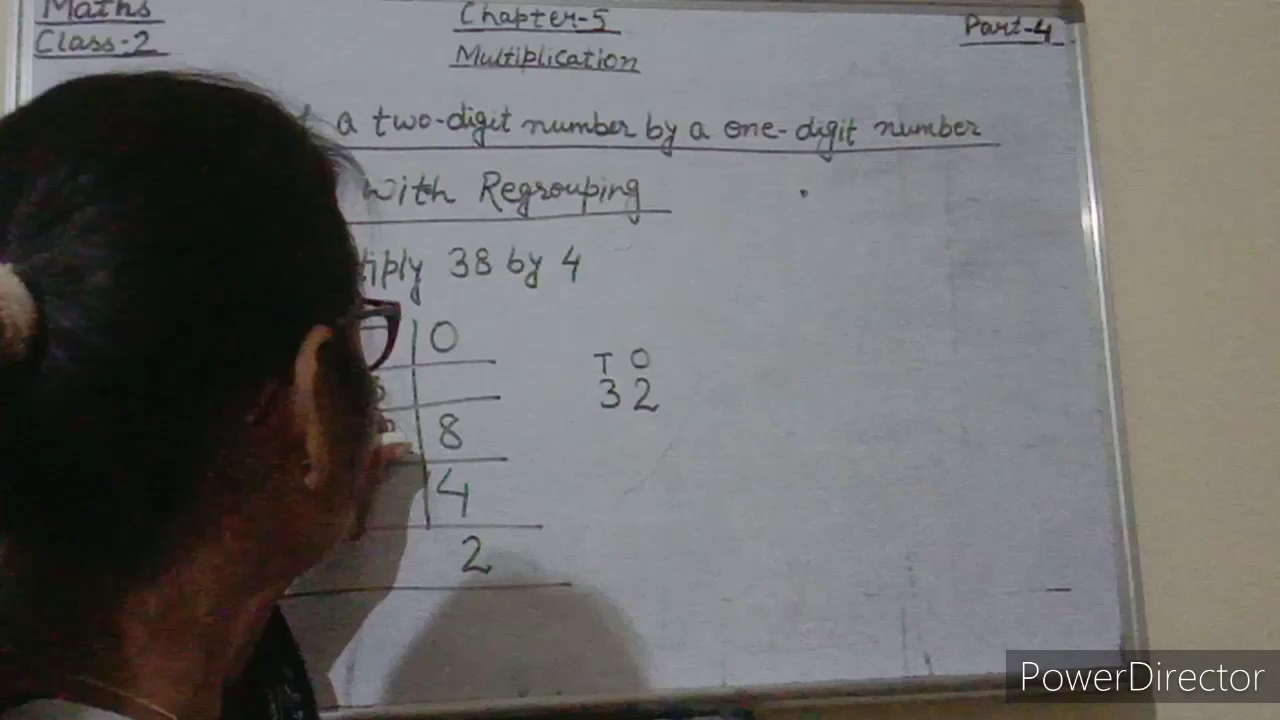 Maths
Chapter-5
Part-4
Class-2
Multiplication
a two-digit number by a one-digit number
with Regrouping
38 by 4
O
T O
3 2
8
4
2
PowerDirector